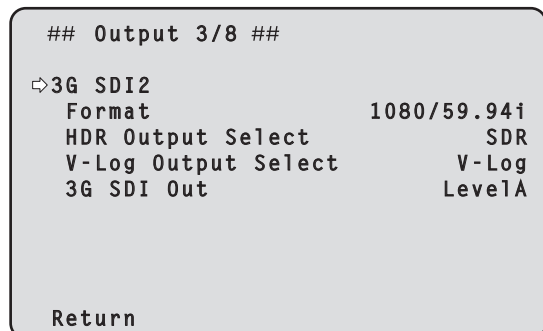 ## Output 3/8 ##
⇨3G SDI2
Format 1080/59.94i
HDR Output Select SDR
V-Log Output Select V-Log
3G SDI Out LevelA
Return